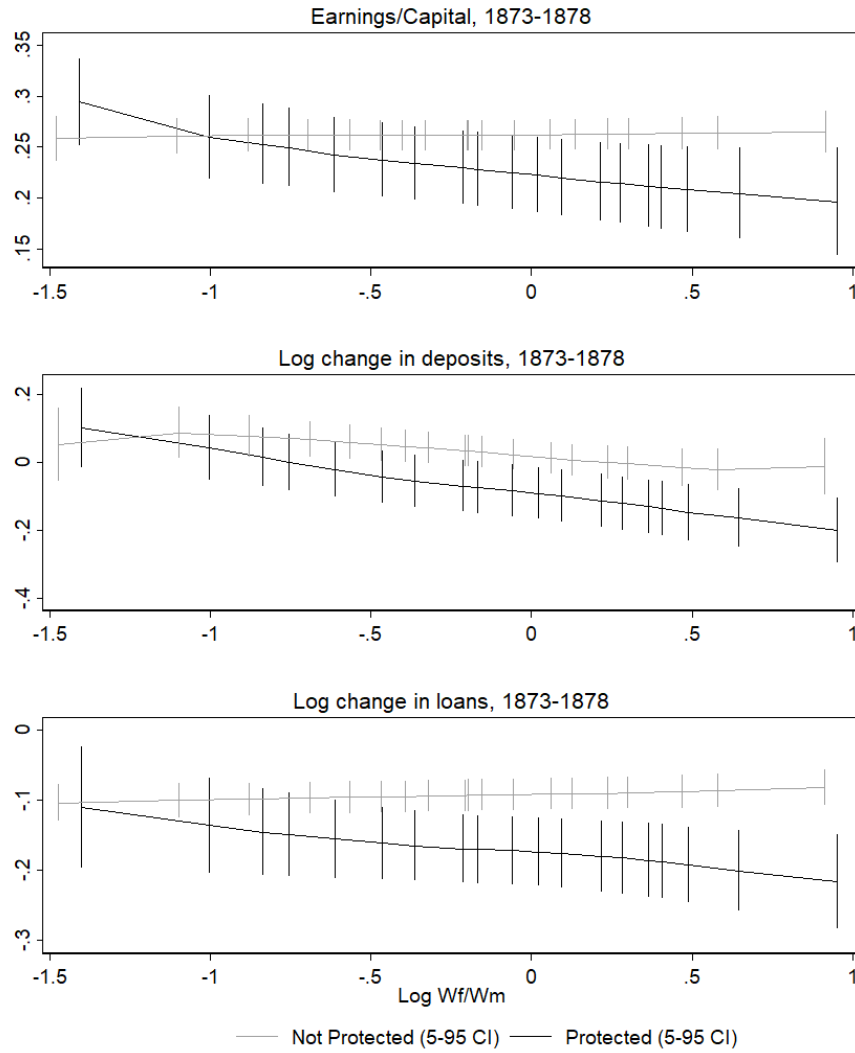 Earnings/Capital, 1873-1878
.35
.3
.25
.2
.15
-1.5 -1 -.5 0 .5 1
Log change in deposits, 1873-1878
.2
0
-.2
-.4
-1.5 -1 -.5 0 .5 1
Log change in loans, 1873-1878
0
-.1
-.2
-.3
-1.5 -1 -.5 0 .5 1
Log Wf/Wm
Not Protected (5-95 CI) Protected (5-95 CI)